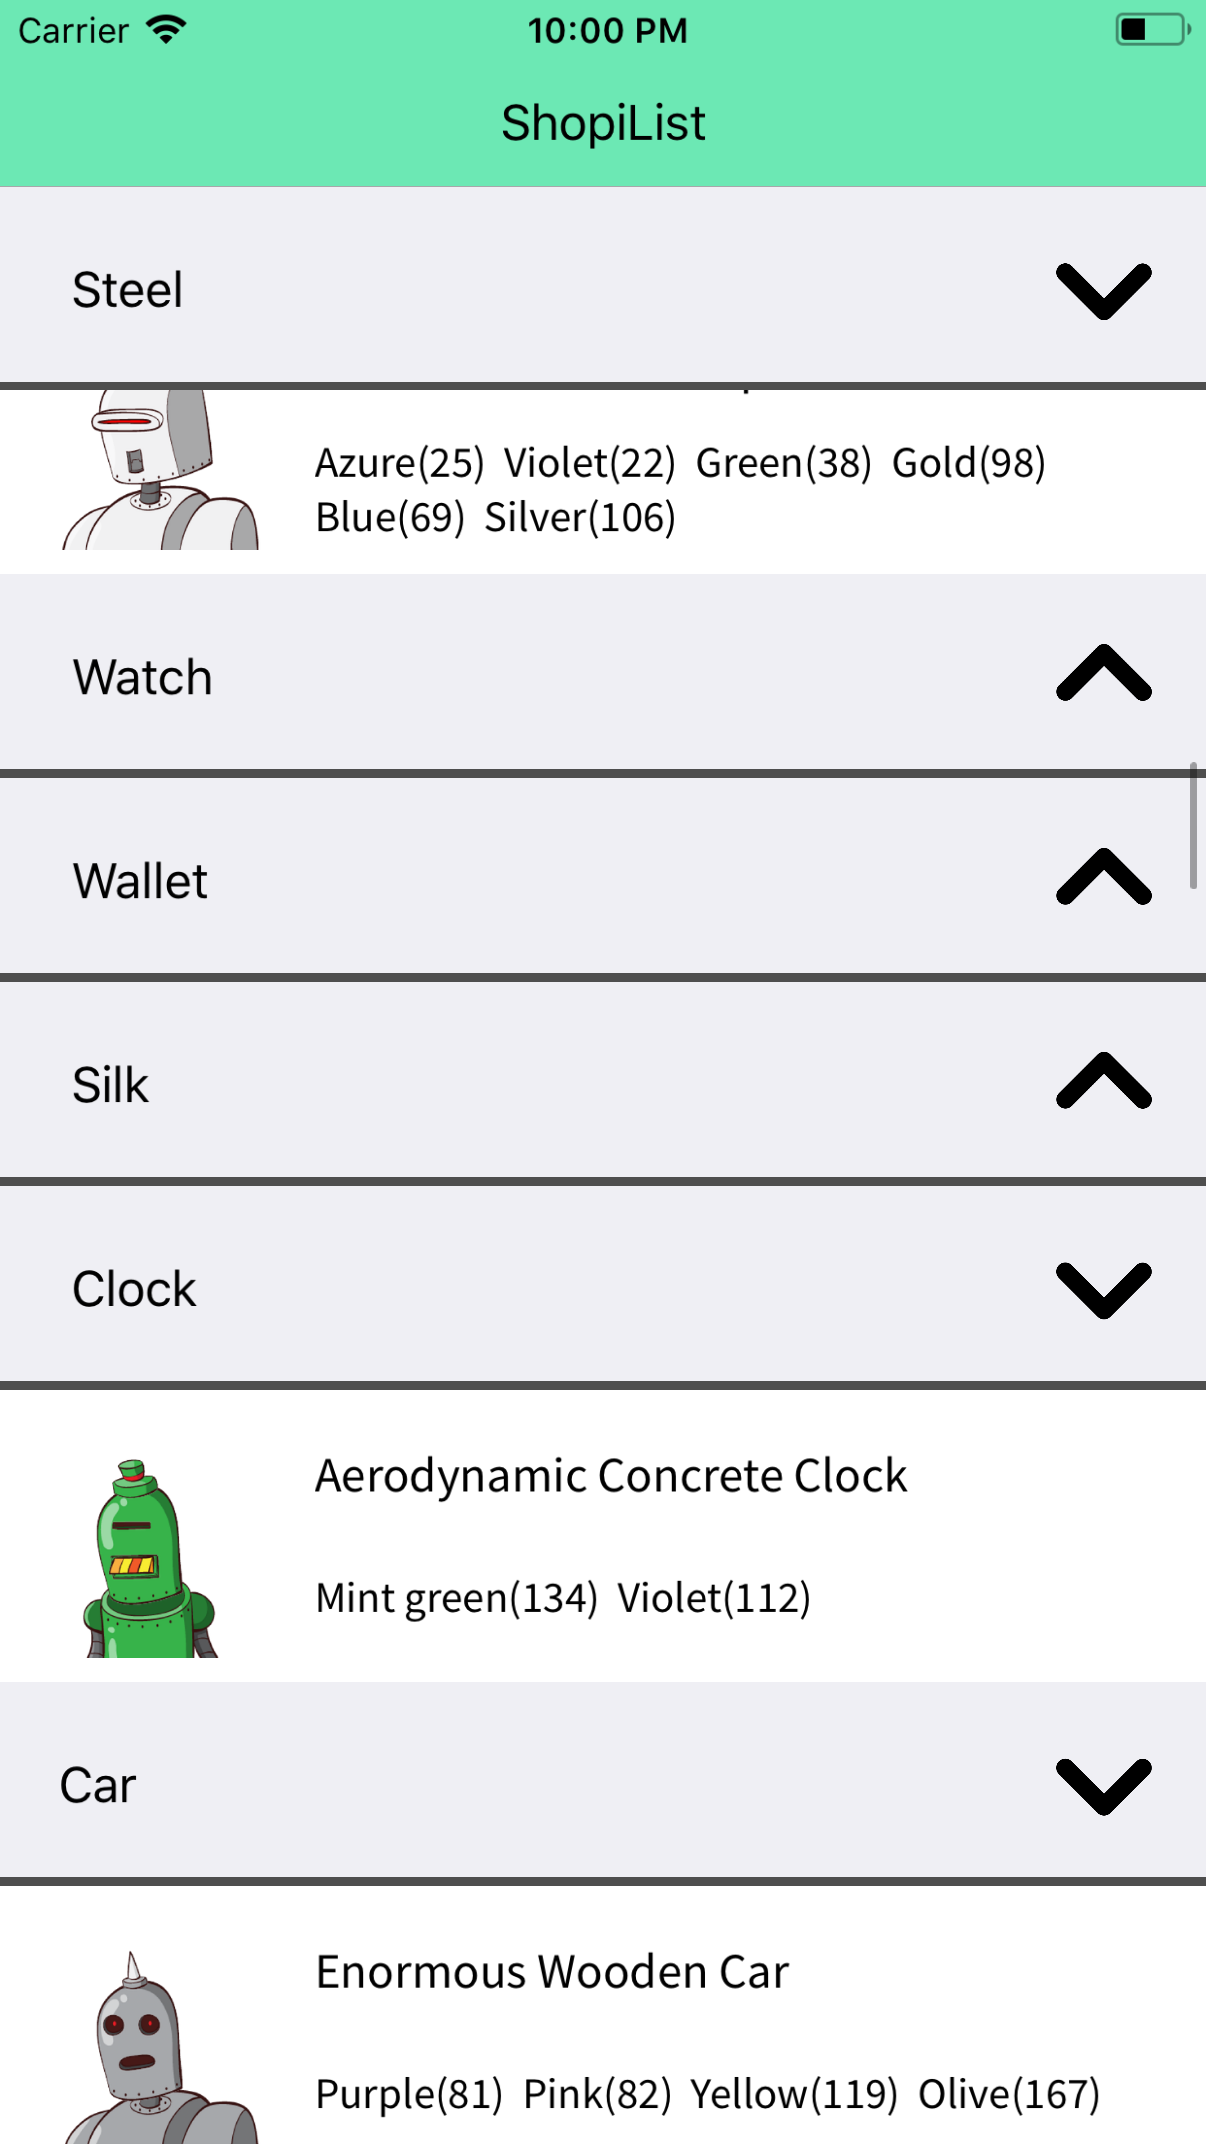 Carrier 10:00 PM
ShopiList
Steel
Azure(25) Violet(22) Green(38) Gold(98)
Blue(69) Silver(106)
Watch
Wallet
Silk
Clock
Aerodynamic Concrete Clock
Mint green(134) Violet(112)
Car
Enormous Wooden Car
Purple(81) Pink(82) Yellow(119) Olive(167)